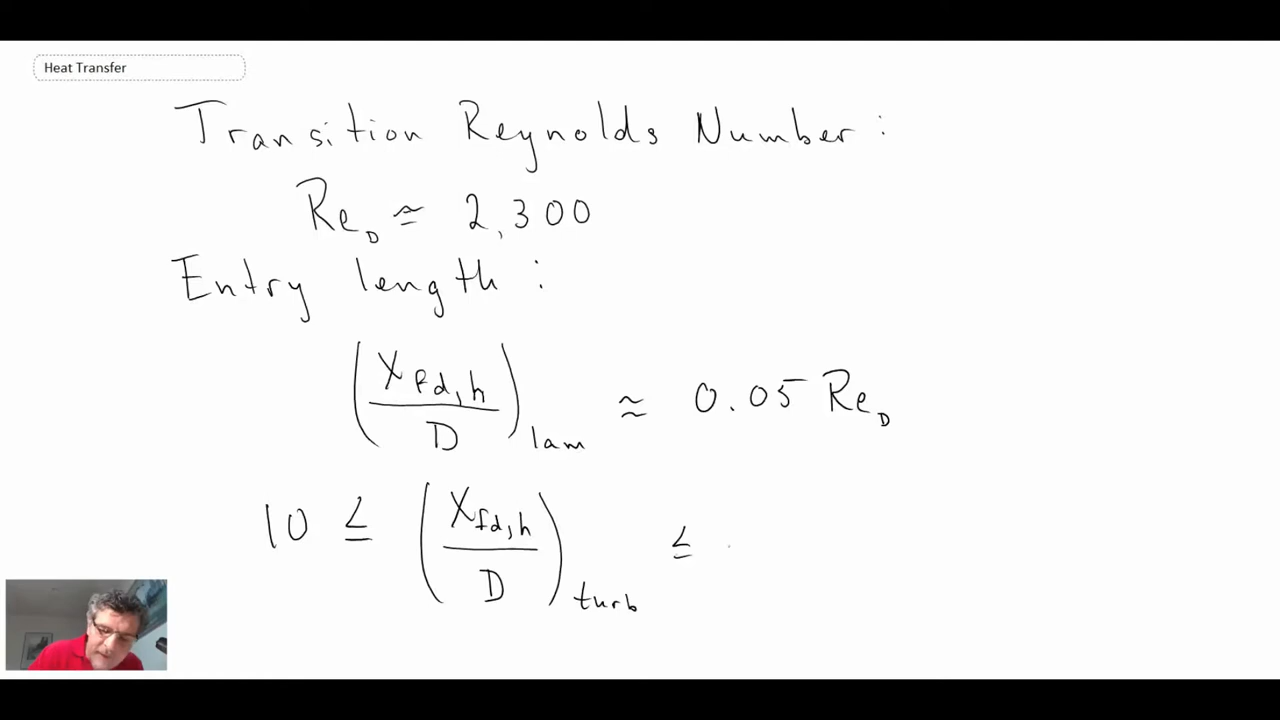 Heat Transfer
Transition Reynolds Number:
Re_D ≃ 2,300
Entry length:
(X_fd,h / D)_lam ≈ 0.05 Re_D
10 ≤ (X_fd,h / D)_turb ≤